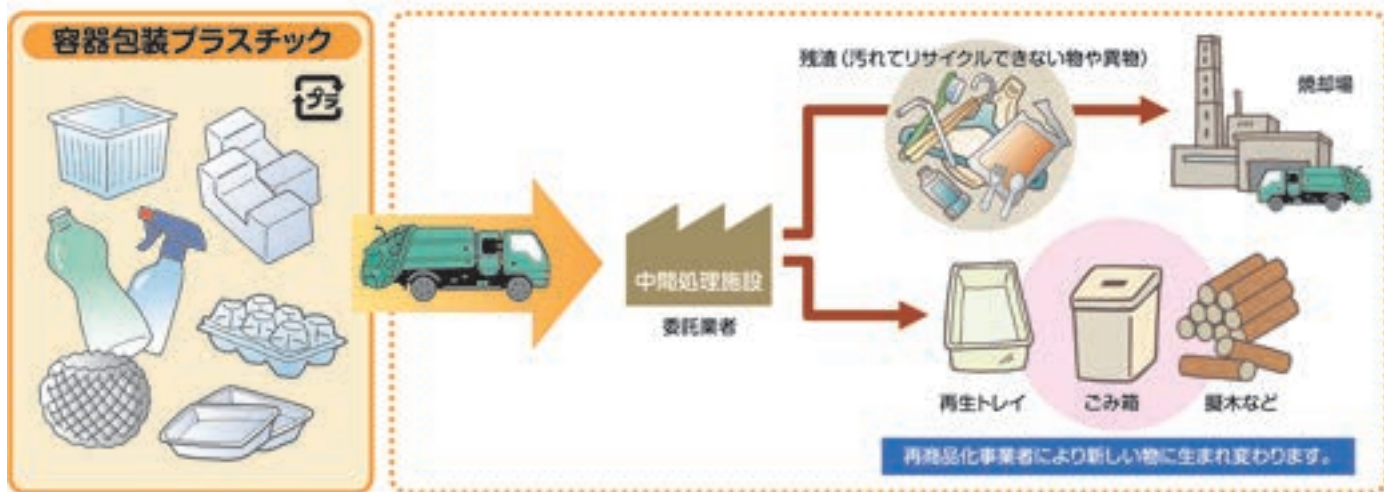 容器包装プラスチック
プラ
残渣（汚れてリサイクルできない物や異物）
焼却場
中間処理施設
委託業者
再生トレイ
ごみ箱
擬木など
再商品化事業者により新しい物に生まれ変わります。